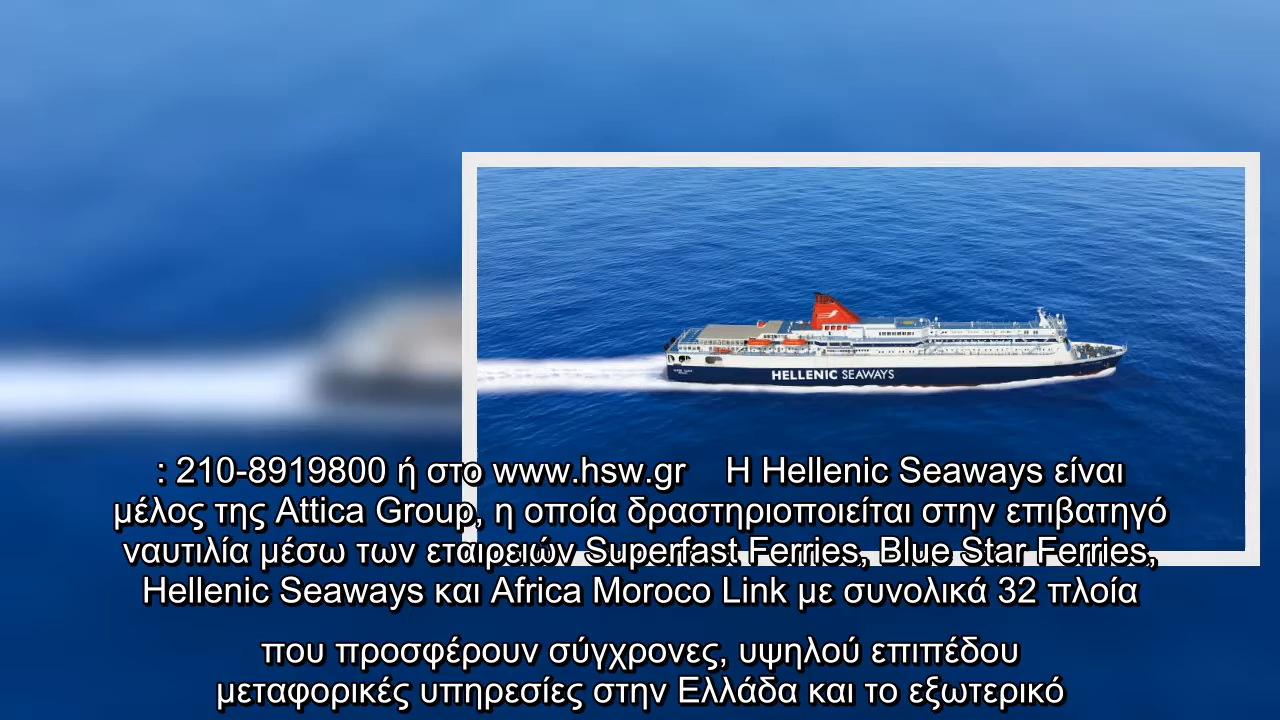 HELLENIC SEAWAYS
: 210-8919800 ή στο www.hsw.gr    Η Hellenic Seaways είναι
μέλος της Attica Group, η οποία δραστηριοποιείται στην επιβατηγό
ναυτιλία μέσω των εταιρειών Superfast Ferries, Blue Star Ferries,
Hellenic Seaways και Africa Moroco Link με συνολικά 32 πλοία
που προσφέρουν σύγχρονες, υψηλού επιπέδου
μεταφορικές υπηρεσίες στην Ελλάδα και το εξωτερικό